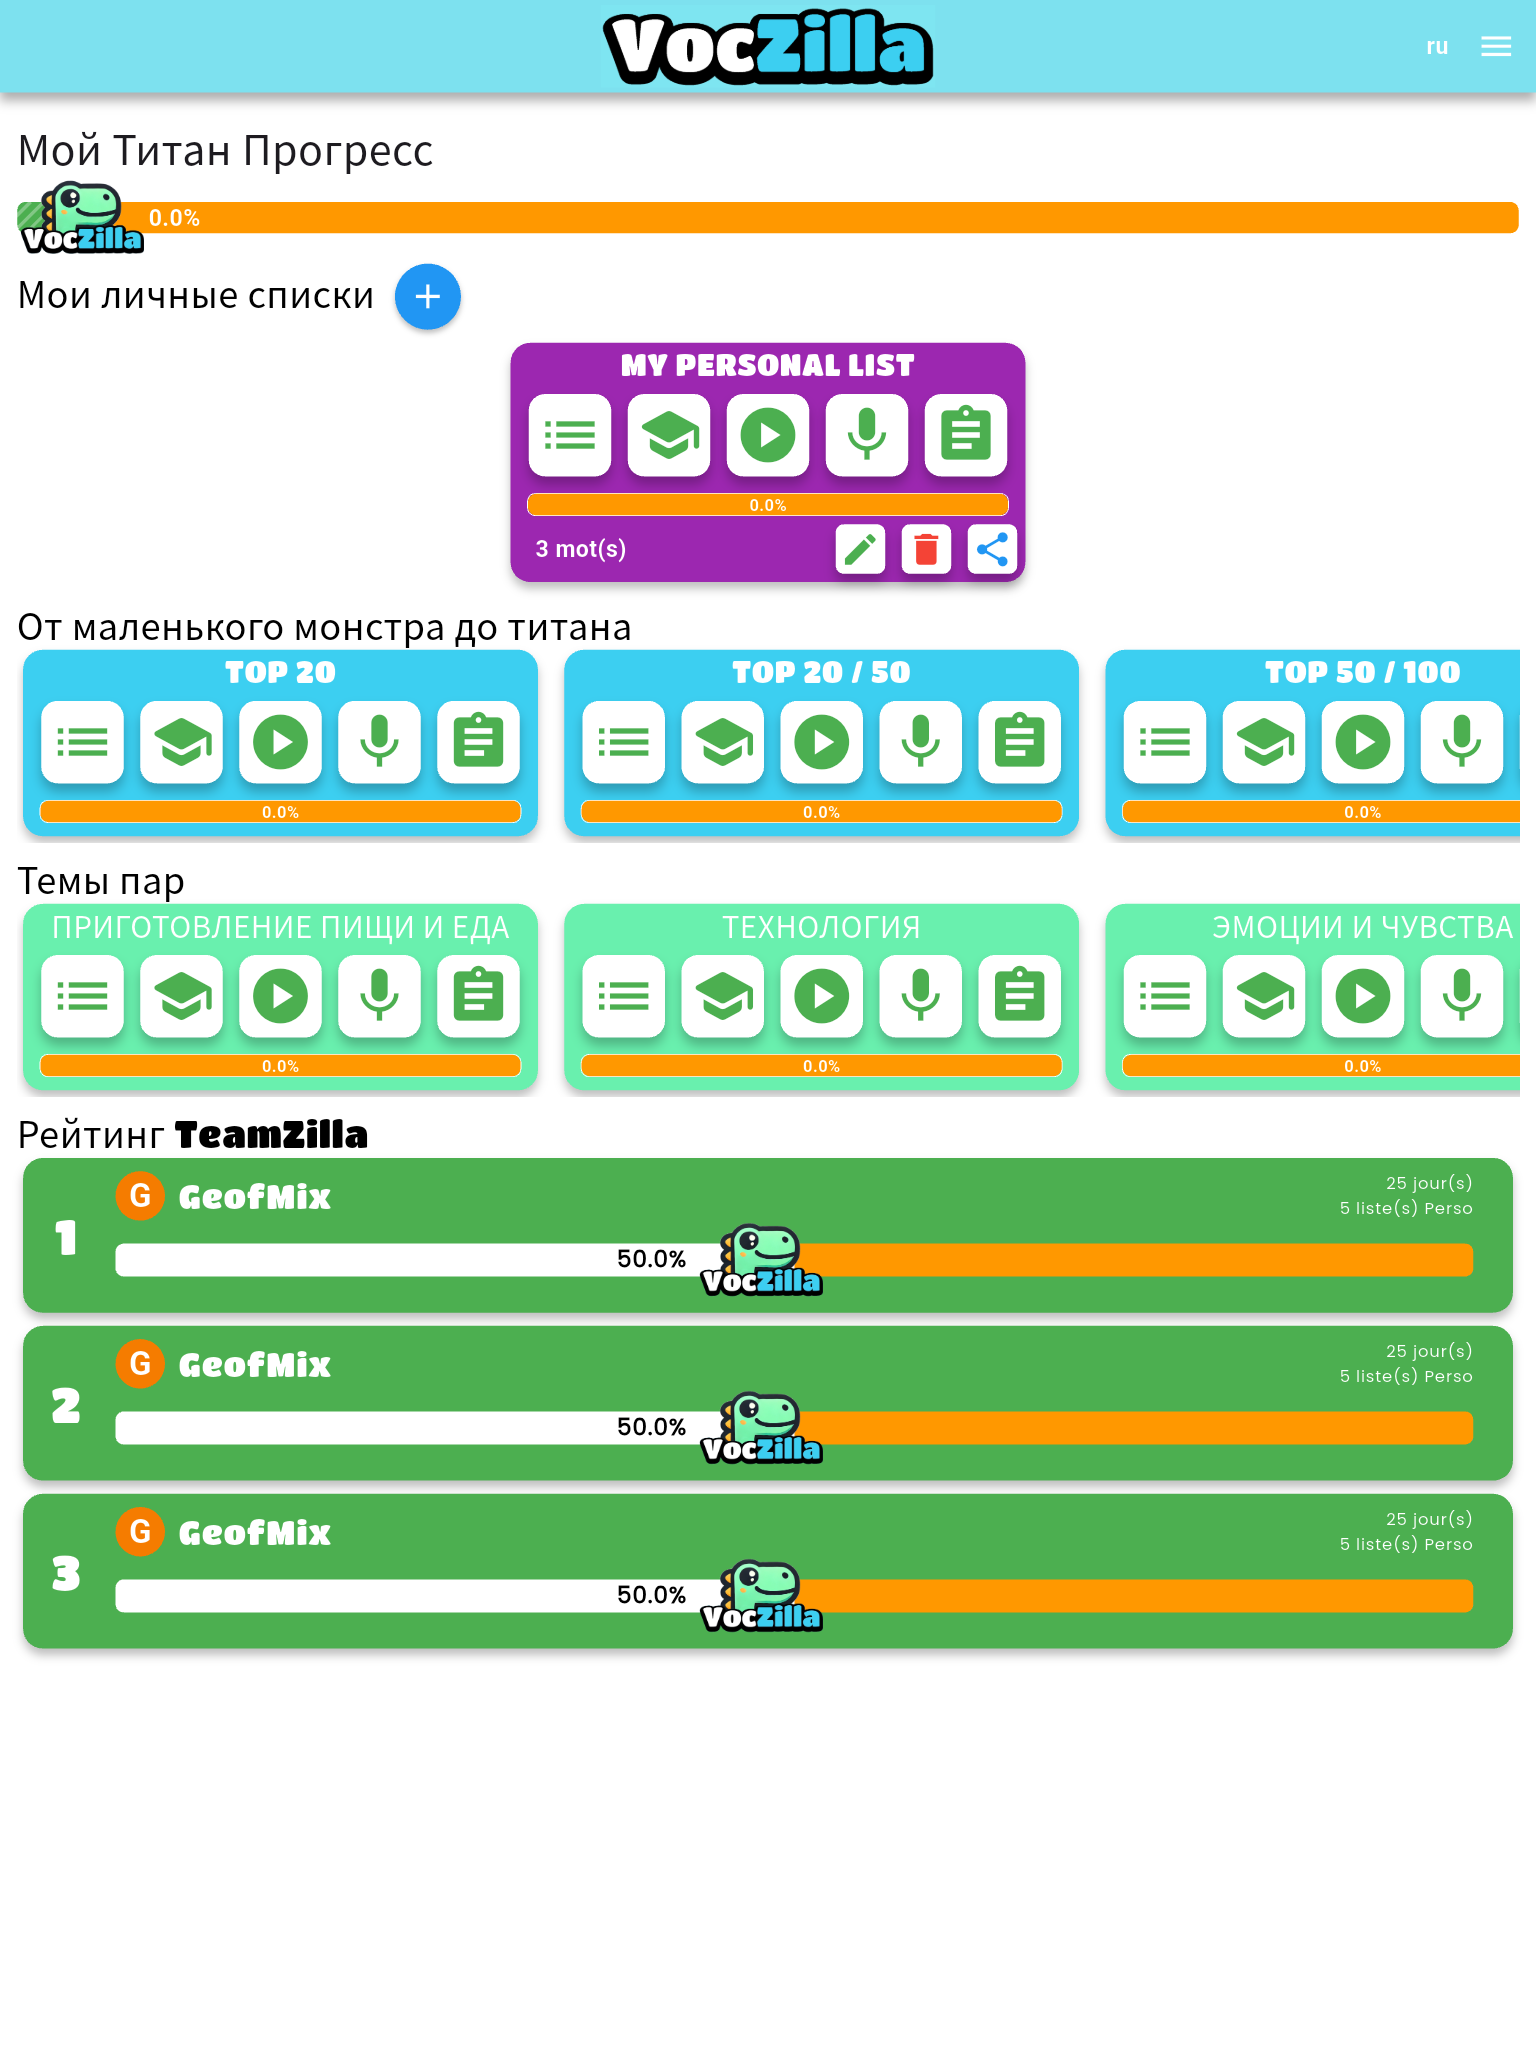 VocZilla
ru
Мой Титан Прогресс
VocZilla
0.0%
Мои личные списки
MY PERSONAL LIST
0.0%
3 mot(s)
От маленького монстра до титана
TOP 20
TOP 20 / 50
TOP 50 / 100
0.0%
0.0%
0.0%
Темы пар
ПРИГОТОВЛЕНИЕ ПИЩИ И ЕДА
ТЕХНОЛОГИЯ
ЭМОЦИИ И ЧУВСТВА
0.0%
0.0%
0.0%
Рейтинг TeamZilla
1
G
GeofMix
25 jour(s)
5 liste(s) Perso
50.0%
VocZilla
2
G
GeofMix
25 jour(s)
5 liste(s) Perso
50.0%
VocZilla
3
G
GeofMix
25 jour(s)
5 liste(s) Perso
50.0%
VocZilla